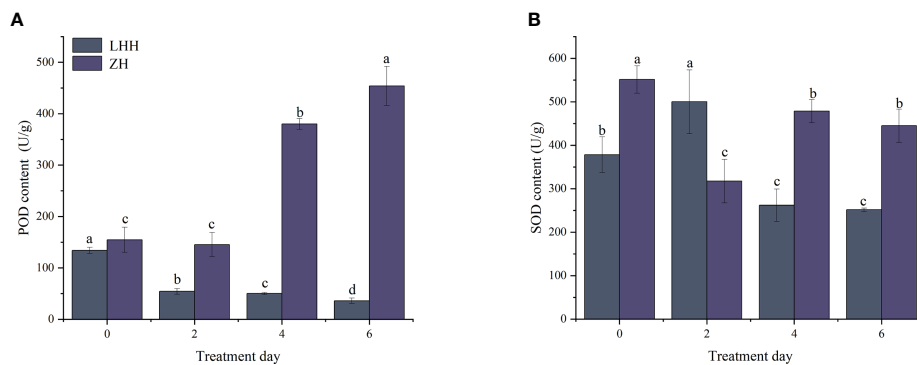 A
LHH
ZH
POD content (U/g)
500
400
300
200
100
0
a
c
b
c
c
b
d
a
0
2
4
6
Treatment day
B
SOD content (U/g)
600
500
400
300
200
100
0
b
a
a
c
c
b
c
b
0
2
4
6
Treatment day